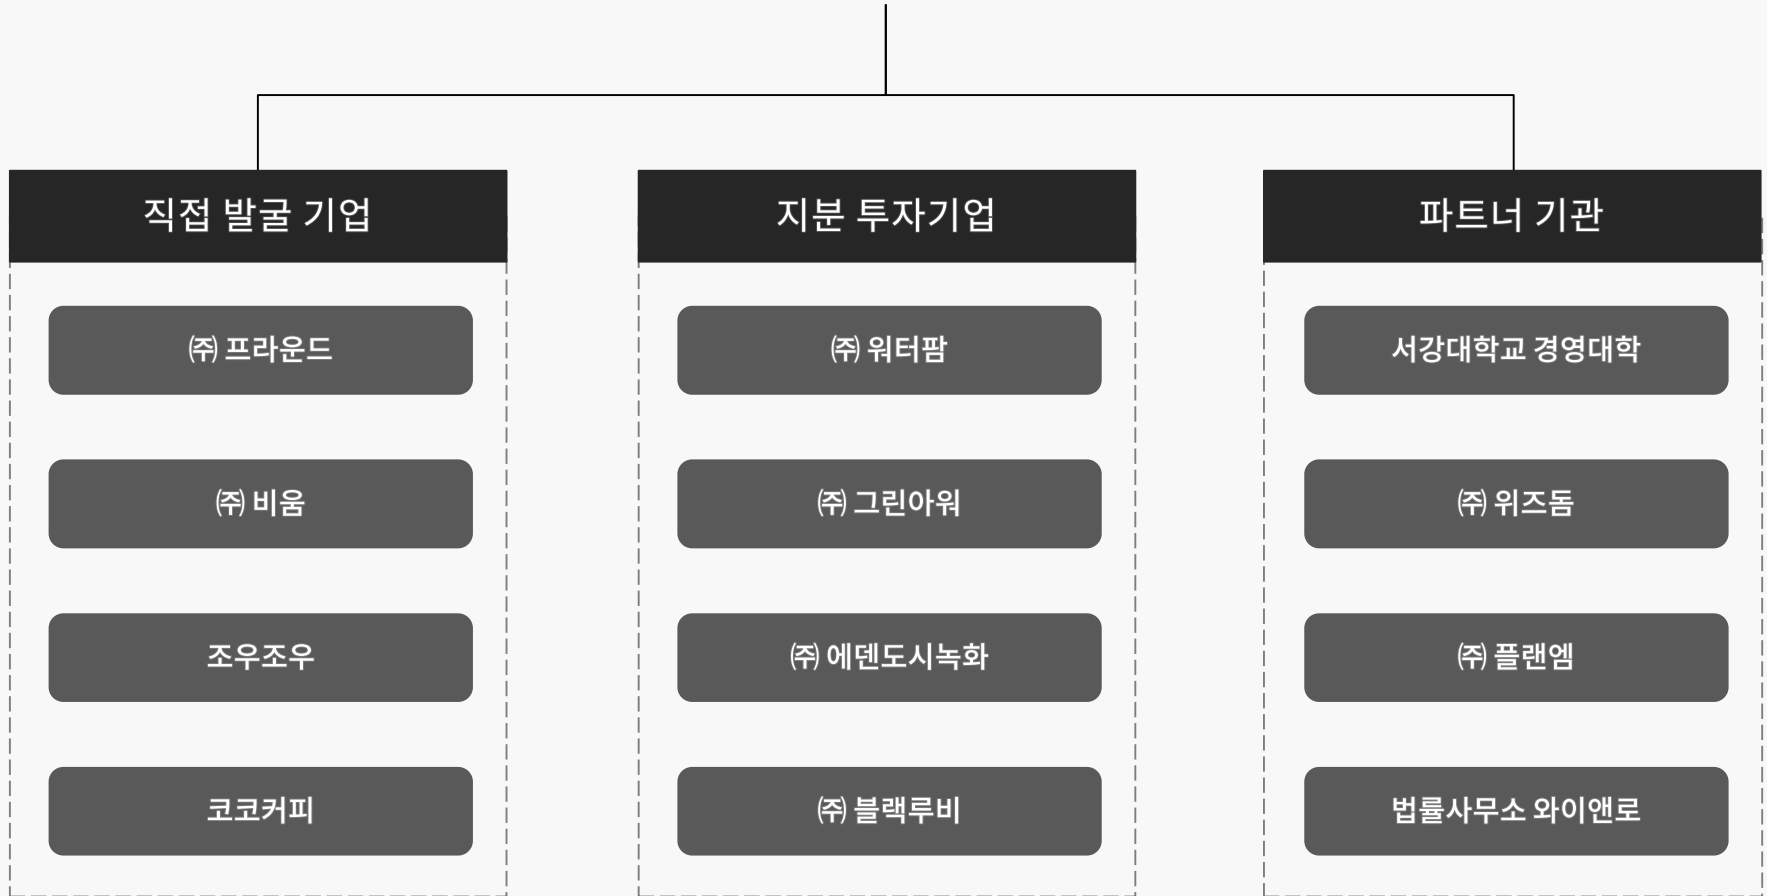 직접 발굴 기업
㈜ 프라운드
㈜ 비움
조우조우
코코커피
지분 투자기업
㈜ 워터팜
㈜ 그린아워
㈜ 에덴도시녹화
㈜ 블랙루비
파트너 기관
서강대학교 경영대학
㈜ 위즈돔
㈜ 플랜엠
법률사무소 와이앤로